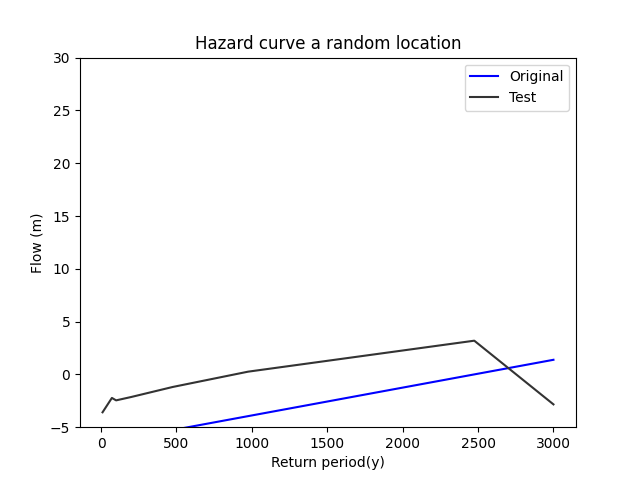 Hazard curve a random location
30
25
20
15
10
5
0
−5
Flow (m)
Original
Test
0 500 1000 1500 2000 2500 3000
Return period(y)